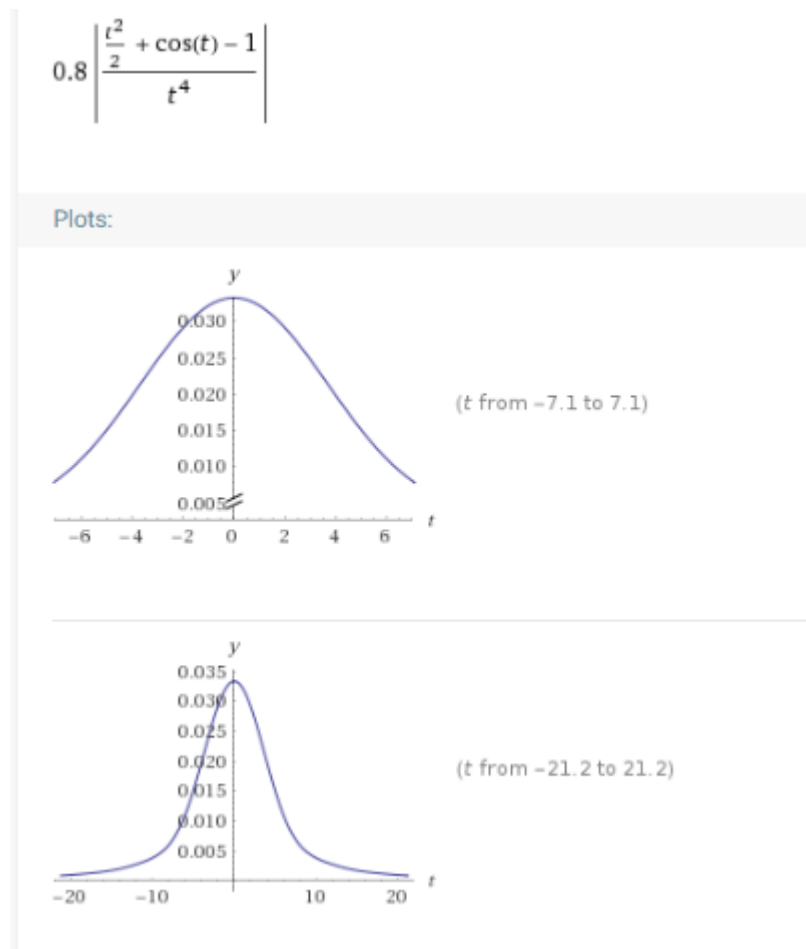 0.8 | (t²/2 + cos(t) − 1) / t⁴ |
Plots:
y
0.030
0.025
0.020
0.015
0.010
0.005
−6 −4 −2 0 2 4 6 t
(t from −7.1 to 7.1)
y
0.035
0.030
0.025
0.020
0.015
0.010
0.005
−20 −10 10 20 t
(t from −21.2 to 21.2)